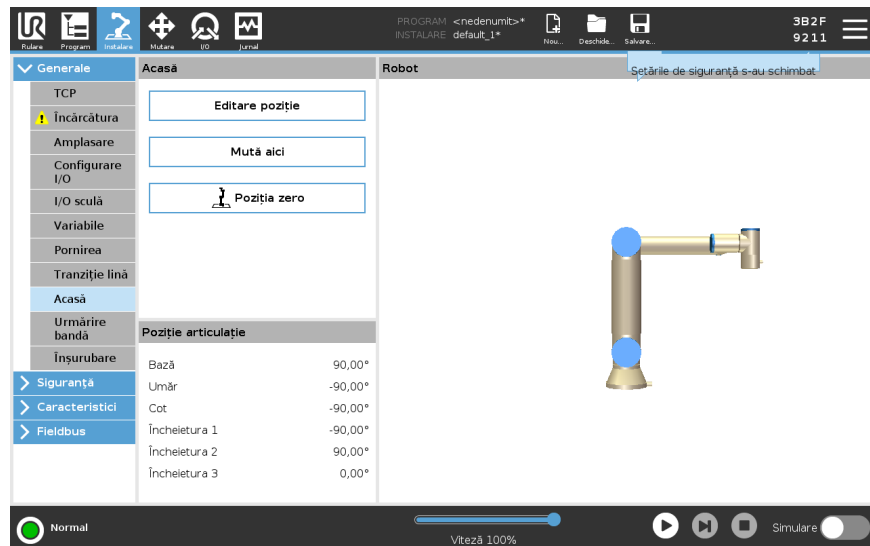 Rulare
Program
Instalare
Mutare
I/O
Jurnal
PROGRAM <nedenumit>*
INSTALARE default_1*
Nou...
Deschide...
Salvare...
3B2F
9211
Generale
TCP
Încărcătura
Amplasare
Configurare
I/O
I/O sculă
Variabile
Pornirea
Tranziție lină
Acasă
Urmărire
bandă
Înșurubare
Siguranță
Caracteristici
Fieldbus
Acasă
Editare poziție
Mută aici
Poziția zero
Poziție articulație
Bază 90,00°
Umăr -90,00°
Cot -90,00°
Încheietura 1 -90,00°
Încheietura 2 90,00°
Încheietura 3 0,00°
Robot
Setările de siguranță s-au schimbat
Normal
Viteză 100%
Simulare